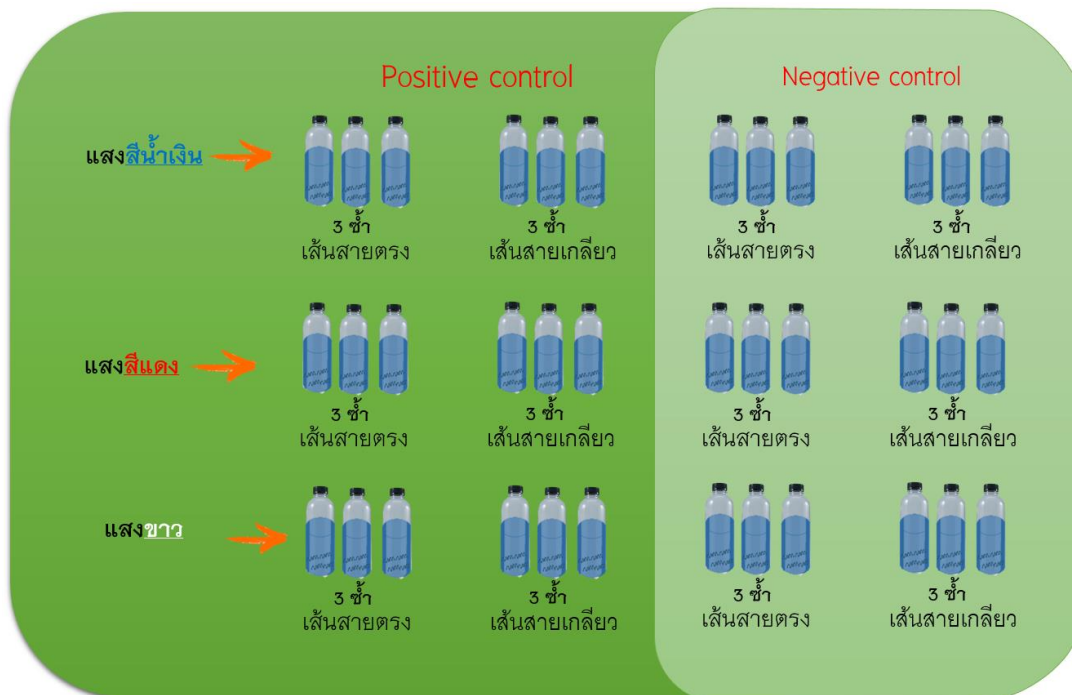 Positive control
Negative control
แสงสีน้ำเงิน
3 ซ้ำ
เส้นสายตรง
3 ซ้ำ
เส้นสายเกลียว
3 ซ้ำ
เส้นสายตรง
3 ซ้ำ
เส้นสายเกลียว
แสงสีแดง
3 ซ้ำ
เส้นสายตรง
3 ซ้ำ
เส้นสายเกลียว
3 ซ้ำ
เส้นสายตรง
3 ซ้ำ
เส้นสายเกลียว
แสงขาว
3 ซ้ำ
เส้นสายตรง
3 ซ้ำ
เส้นสายเกลียว
3 ซ้ำ
เส้นสายตรง
3 ซ้ำ
เส้นสายเกลียว